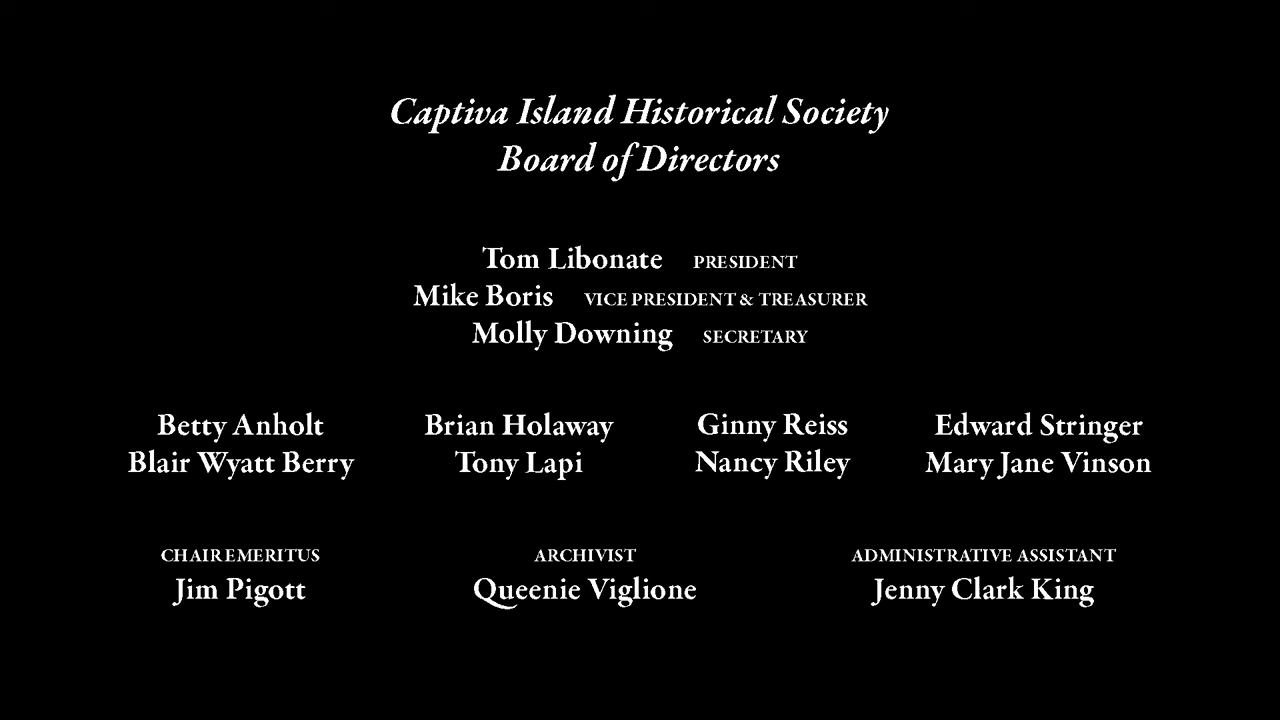 Captiva Island Historical Society
Board of Directors
Tom Libonate PRESIDENT
Mike Boris VICE PRESIDENT & TREASURER
Molly Downing SECRETARY
Betty Anholt Brian Holaway Ginny Reiss Edward Stringer
Blair Wyatt Berry Tony Lapi Nancy Riley Mary Jane Vinson
CHAIR EMERITUS ARCHIVIST ADMINISTRATIVE ASSISTANT
Jim Pigott Queenie Viglione Jenny Clark King